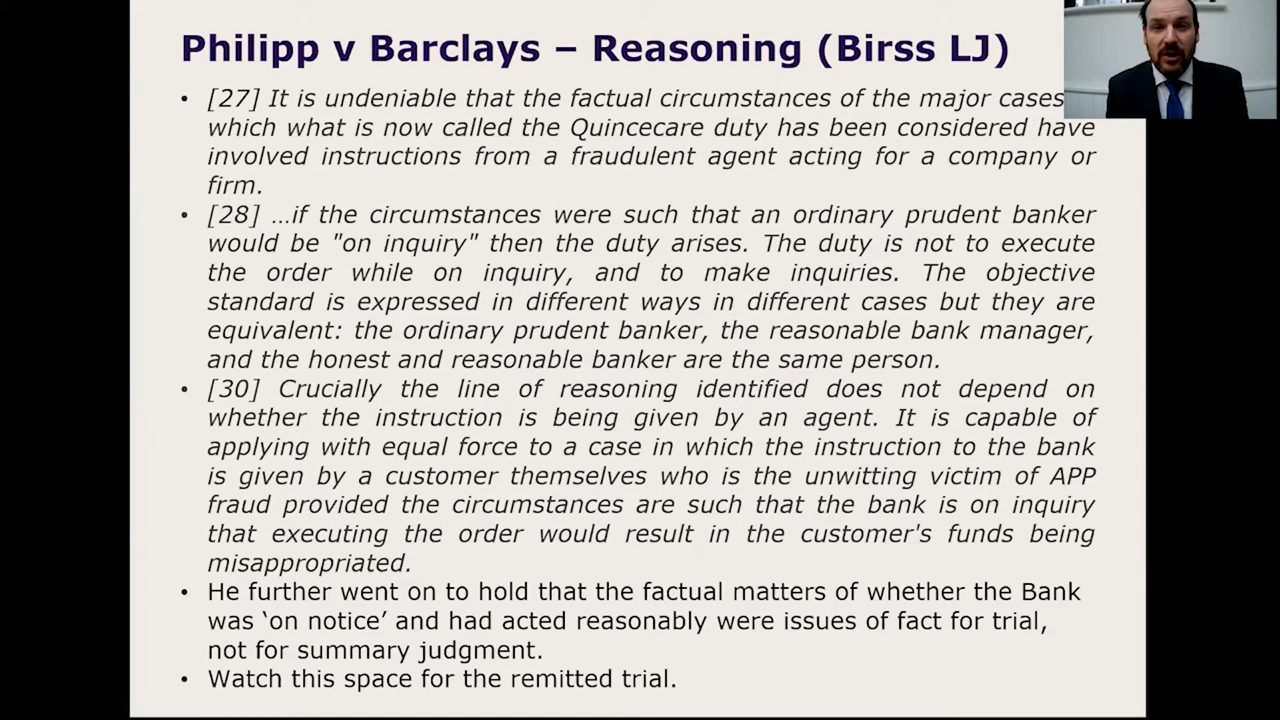 Philipp v Barclays – Reasoning (Birss LJ)
• [27] It is undeniable that the factual circumstances of the major cases
which what is now called the Quincecare duty has been considered have
involved instructions from a fraudulent agent acting for a company or
firm.
• [28] …if the circumstances were such that an ordinary prudent banker
would be "on inquiry" then the duty arises. The duty is not to execute
the order while on inquiry, and to make inquiries. The objective
standard is expressed in different ways in different cases but they are
equivalent: the ordinary prudent banker, the reasonable bank manager,
and the honest and reasonable banker are the same person.
• [30] Crucially the line of reasoning identified does not depend on
whether the instruction is being given by an agent. It is capable of
applying with equal force to a case in which the instruction to the bank
is given by a customer themselves who is the unwitting victim of APP
fraud provided the circumstances are such that the bank is on inquiry
that executing the order would result in the customer's funds being
misappropriated.
• He further went on to hold that the factual matters of whether the Bank
was ‘on notice’ and had acted reasonably were issues of fact for trial,
not for summary judgment.
• Watch this space for the remitted trial.